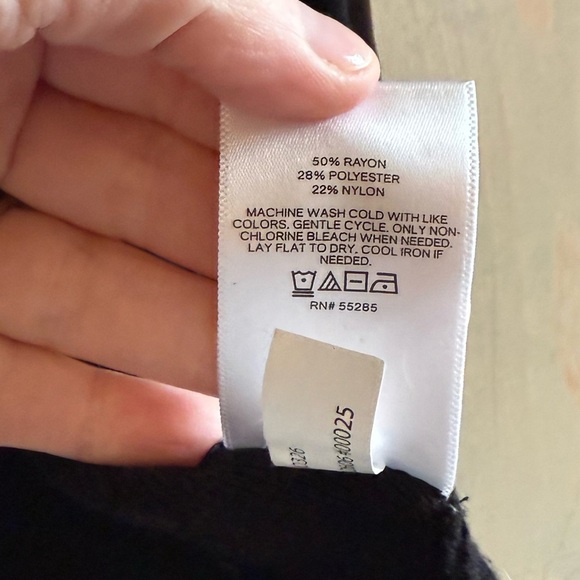 50% RAYON
28% POLYESTER
22% NYLON
MACHINE WASH COLD WITH LIKE
COLORS. GENTLE CYCLE. ONLY NON-
CHLORINE BLEACH WHEN NEEDED.
LAY FLAT TO DRY. COOL IRON IF
NEEDED.
RN# 55285
#00025